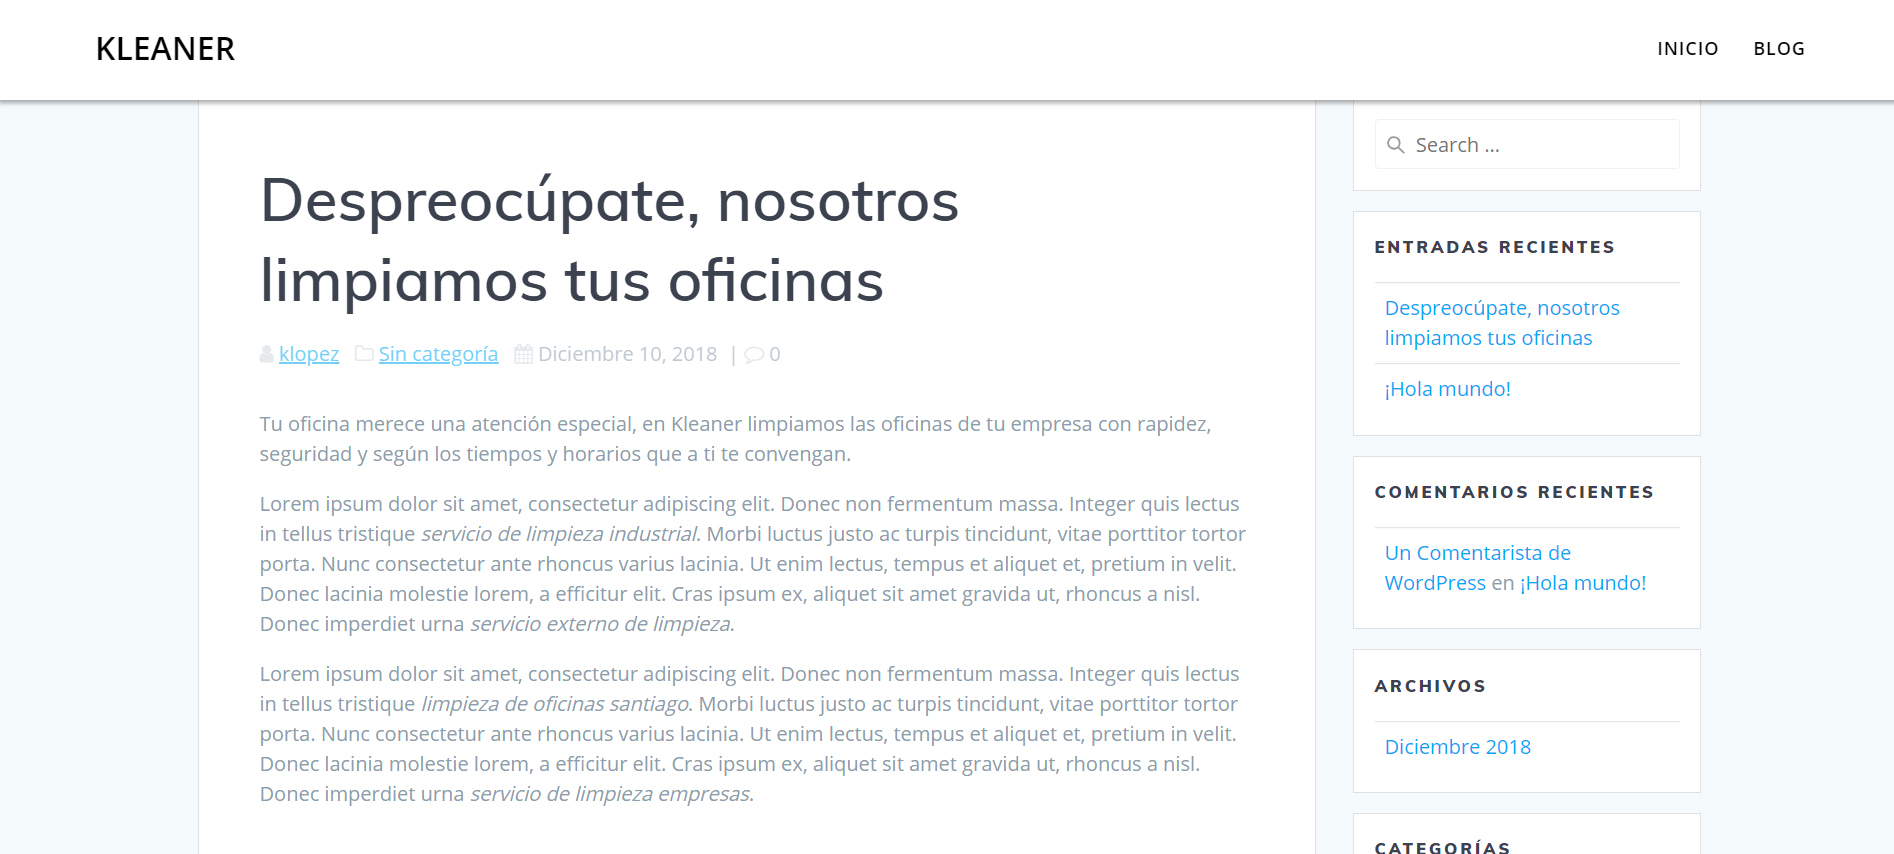 KLEANER
INICIO BLOG
Despreocúpate, nosotros
limpiamos tus oficinas
klopez Sin categoría Diciembre 10, 2018 | 0
Tu oficina merece una atención especial, en Kleaner limpiamos las oficinas de tu empresa con rapidez,
seguridad y según los tiempos y horarios que a ti te convengan.
Lorem ipsum dolor sit amet, consectetur adipiscing elit. Donec non fermentum massa. Integer quis lectus
in tellus tristique servicio de limpieza industrial. Morbi luctus justo ac turpis tincidunt, vitae porttitor tortor
porta. Nunc consectetur ante rhoncus varius lacinia. Ut enim lectus, tempus et aliquet et, pretium in velit.
Donec lacinia molestie lorem, a efficitur elit. Cras ipsum ex, aliquet sit amet gravida ut, rhoncus a nisl.
Donec imperdiet urna servicio externo de limpieza.
Lorem ipsum dolor sit amet, consectetur adipiscing elit. Donec non fermentum massa. Integer quis lectus
in tellus tristique limpieza de oficinas santiago. Morbi luctus justo ac turpis tincidunt, vitae porttitor tortor
porta. Nunc consectetur ante rhoncus varius lacinia. Ut enim lectus, tempus et aliquet et, pretium in velit.
Donec lacinia molestie lorem, a efficitur elit. Cras ipsum ex, aliquet sit amet gravida ut, rhoncus a nisl.
Donec imperdiet urna servicio de limpieza empresas.
Search ...
ENTRADAS RECIENTES
Despreocúpate, nosotros
limpiamos tus oficinas
¡Hola mundo!
COMENTARIOS RECIENTES
Un Comentarista de
WordPress en ¡Hola mundo!
ARCHIVOS
Diciembre 2018
CATEGORÍAS